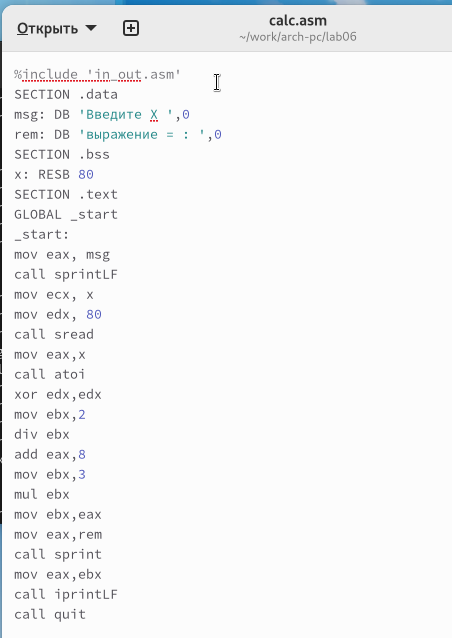 Открыть
calc.asm
~/work/arch-pc/lab06
%include 'in_out.asm'
SECTION .data
msg: DB 'Введите X ',0
rem: DB 'выражение = : ',0
SECTION .bss
x: RESB 80
SECTION .text
GLOBAL _start
_start:
mov eax, msg
call sprintLF
mov ecx, x
mov edx, 80
call sread
mov eax,x
call atoi
xor edx,edx
mov ebx,2
div ebx
add eax,8
mov ebx,3
mul ebx
mov ebx,eax
mov eax,rem
call sprint
mov eax,ebx
call iprintLF
call quit